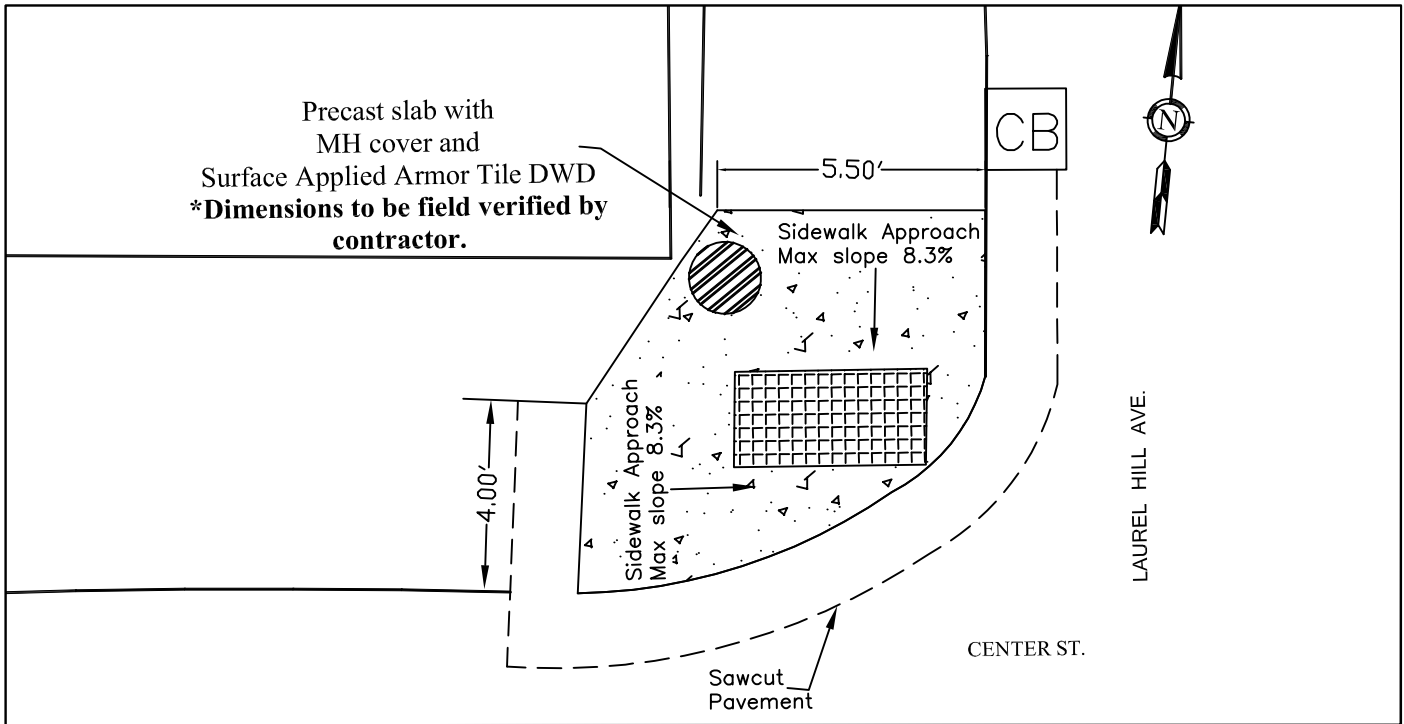 Precast slab with
MH cover and
Surface Applied Armor Tile DWD
*Dimensions to be field verified by
contractor.
CB
N
5.50'
Sidewalk Approach
Max slope 8.3%
Sidewalk Approach
Max slope 8.3%
4.00'
LAUREL HILL AVE.
CENTER ST.
Sawcut
Pavement